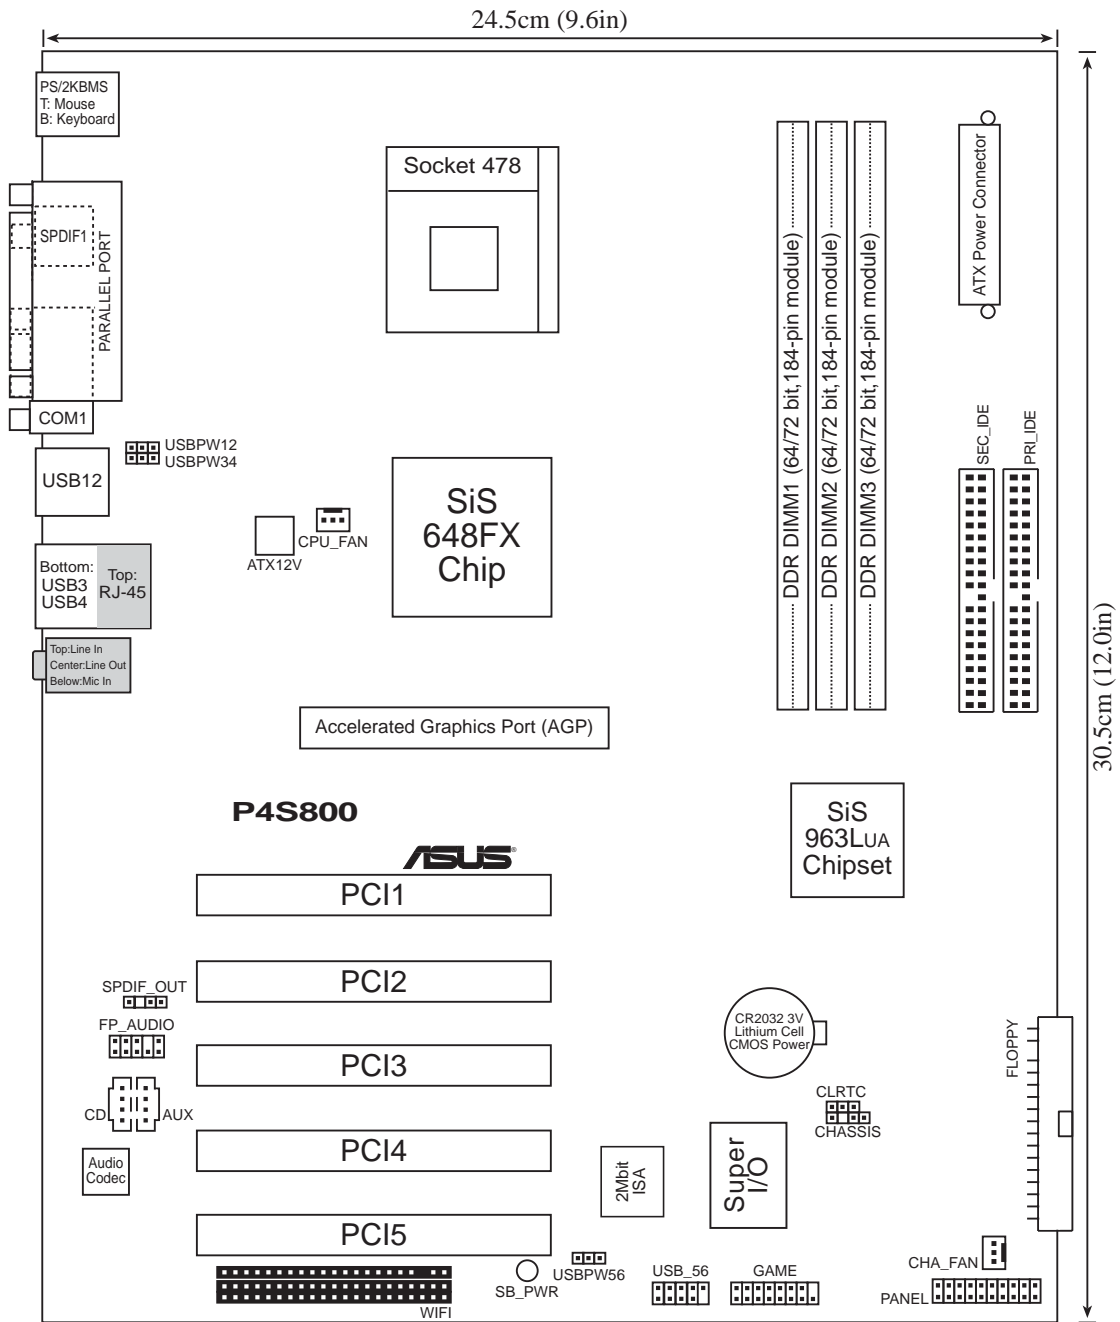 24.5cm (9.6in)
PS/2KBMS
T: Mouse
B: Keyboard
Socket 478
SPDIF1
PARALLEL PORT
DDR DIMM1 (64/72 bit,184-pin module)
DDR DIMM2 (64/72 bit,184-pin module)
DDR DIMM3 (64/72 bit,184-pin module)
ATX Power Connector
COM1
USBPW12
USBPW34
USB12
SEC_IDE
PRI_IDE
SiS
648FX
Chip
CPU_FAN
ATX12V
Bottom:
USB3
USB4
Top:
RJ-45
Top:Line In
Center:Line Out
Below:Mic In
30.5cm (12.0in)
Accelerated Graphics Port (AGP)
P4S800
SiS
963LUA
Chipset
ASUS®
PCI1
PCI2
SPDIF_OUT
FP_AUDIO
CR2032 3V
Lithium Cell
CMOS Power
FLOPPY
PCI3
CLRTC
CHASSIS
CD
AUX
PCI4
Audio
Codec
2Mbit
ISA
Super
I/O
PCI5
USBPW56
SB_PWR
USB_56
GAME
CHA_FAN
PANEL
WIFI